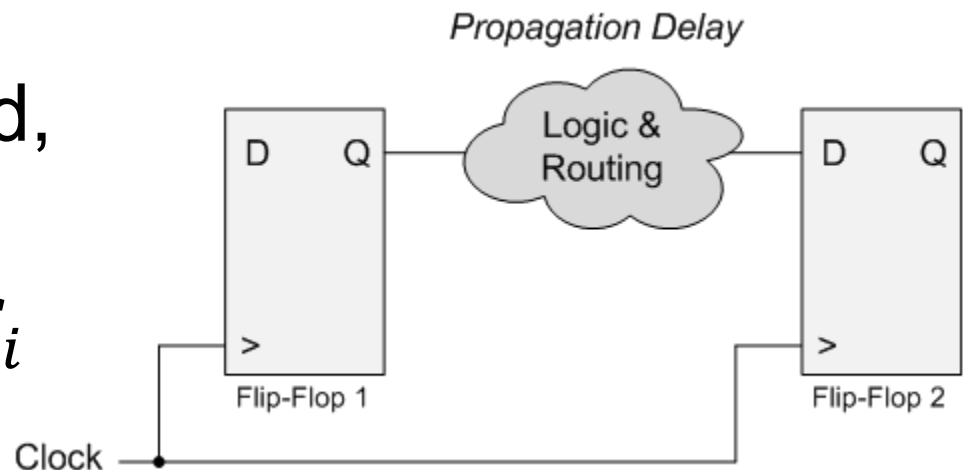 Propagation Delay
d,
D Q
Logic &
Routing
D Q
i
> >
Flip-Flop 1 Flip-Flop 2
Clock